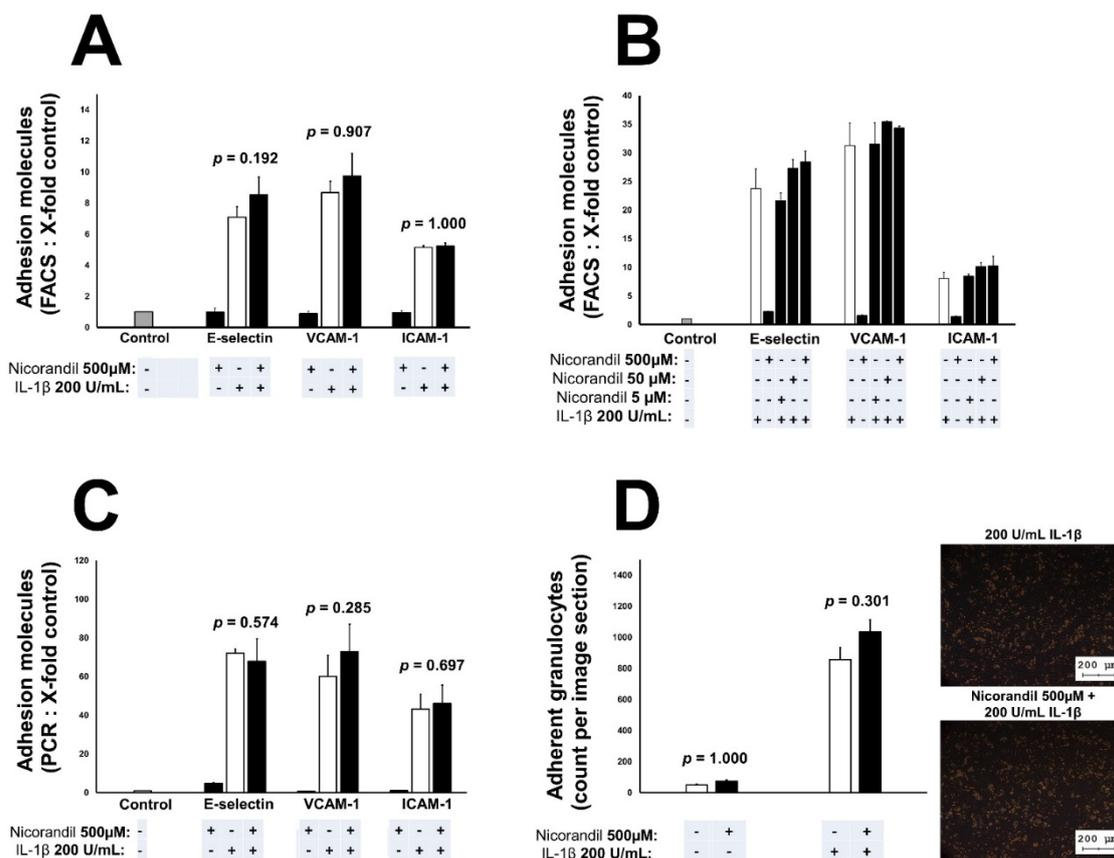 A
Adhesion molecules
(FACS : X-fold control)
14
12
10
8
6
4
2
0
p = 0.192
p = 0.907
p = 1.000
Control E-selectin VCAM-1 ICAM-1
Nicorandil 500µM: - + - + + - + + - +
IL-1β 200 U/mL: - - + + - + + - + +
B
Adhesion molecules
(FACS : X-fold control)
40
35
30
25
20
15
10
5
0
Control E-selectin VCAM-1 ICAM-1
Nicorandil 500µM: - - + - - + - + - - + - + - - +
Nicorandil 50 µM: - - - - + - - - - + - - - - + -
Nicorandil 5 µM: - - - + - - - - + - - - - + - -
IL-1β 200 U/mL: - + - + + + + - + + + + - + + +
C
Adhesion molecules
(PCR : X-fold control)
120
100
80
60
40
20
0
p = 0.574
p = 0.285
p = 0.697
Control E-selectin VCAM-1 ICAM-1
Nicorandil 500µM: - + - + + - + + - +
IL-1β 200 U/mL: - - + + - + + - + +
D
Adherent granulocytes
(count per image section)
1400
1200
1000
800
600
400
200
0
p = 1.000
p = 0.301
Nicorandil 500µM: - + - +
IL-1β 200 U/mL: - - + +
200 U/mL IL-1β
200 µm
Nicorandil 500µM +
200 U/mL IL-1β
200 µm